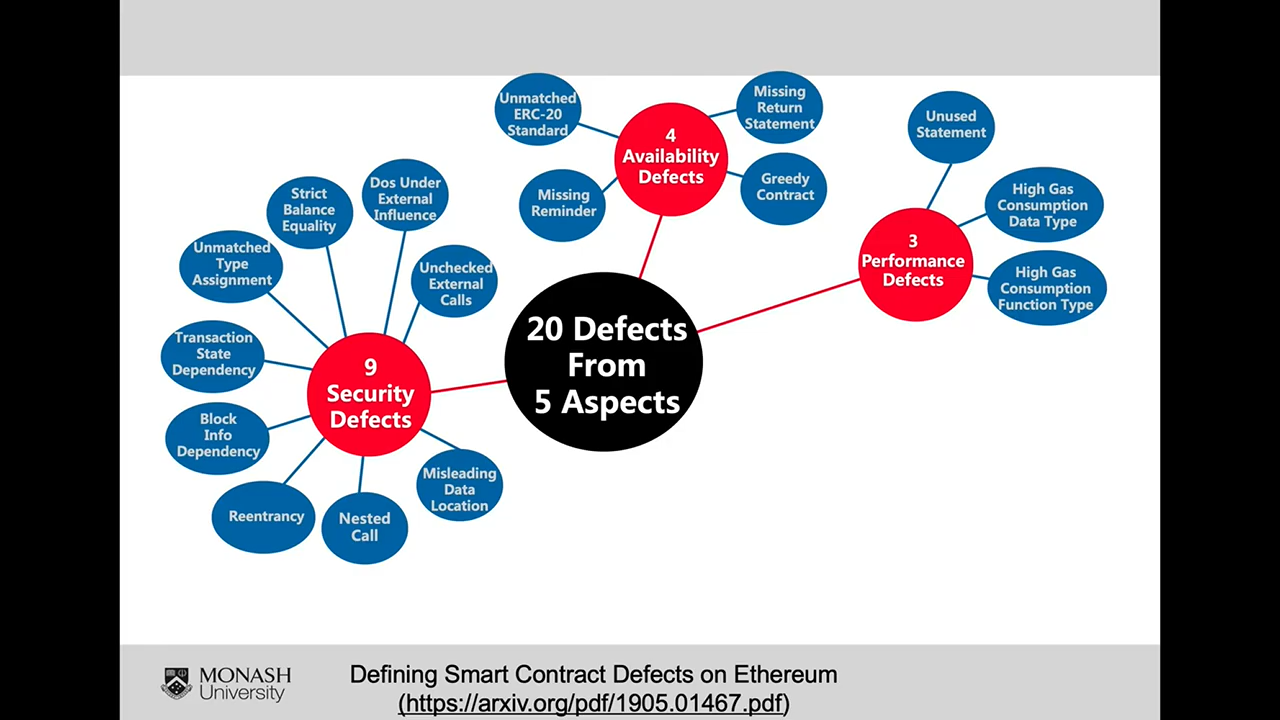 Unmatched
ERC-20
Standard
Missing
Return
Statement
4
Availability
Defects
Missing
Reminder
Greedy
Contract
Unused
Statement
High Gas
Consumption
Data Type
3
Performance
Defects
High Gas
Consumption
Function Type
Dos Under
External
Influence
Strict
Balance
Equality
Unmatched
Type
Assignment
Unchecked
External
Calls
Transaction
State
Dependency
9
Security
Defects
Block
Info
Dependency
Reentrancy
Nested
Call
Misleading
Data
Location
20 Defects
From
5 Aspects
MONASH
University
Defining Smart Contract Defects on Ethereum
(https://arxiv.org/pdf/1905.01467.pdf)